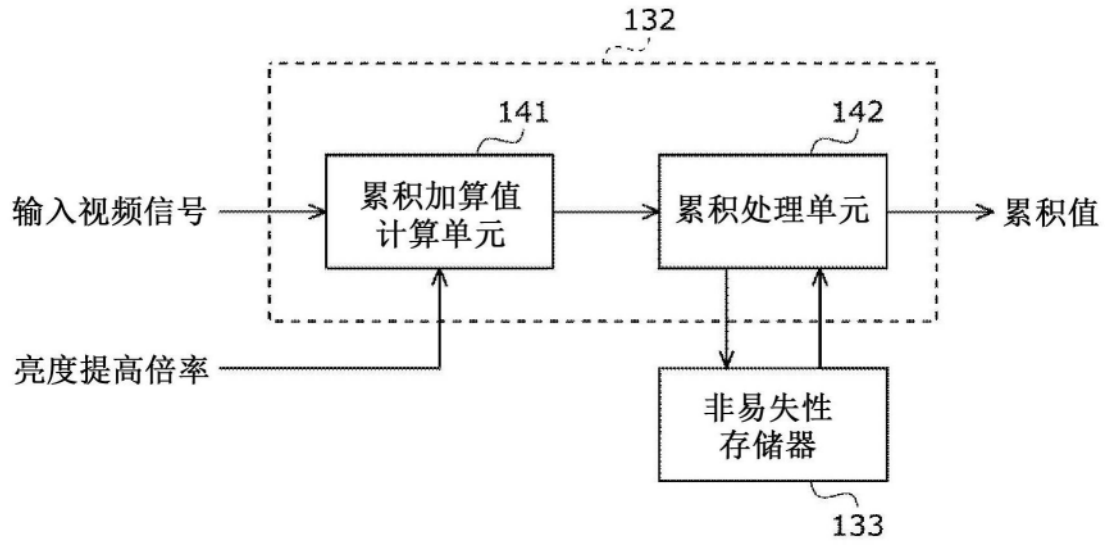 132
141
142
输入视频信号
累积加算值
计算单元
累积处理单元
累积值
亮度提高倍率
非易失性
存储器
133